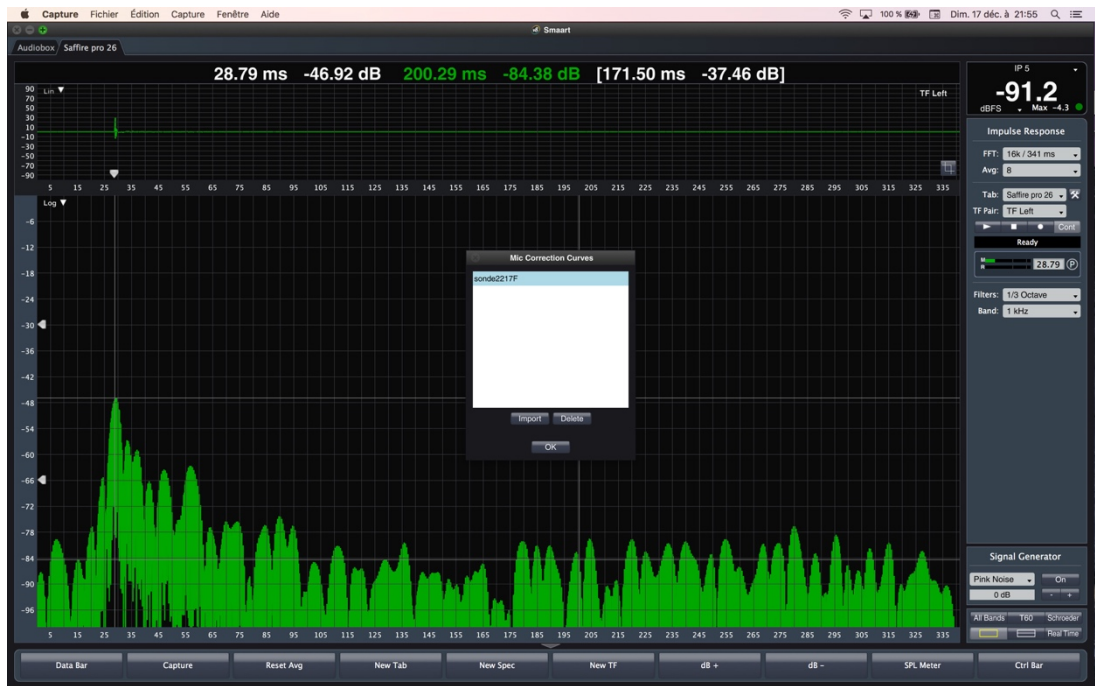 Capture Fichier Édition Capture Fenêtre Aide 100 % Dim. 17 déc. à 21:55
Smaart
Audiobox Saffire pro 26
28.79 ms -46.92 dB 200.29 ms -84.38 dB [171.50 ms -37.46 dB]
90 Lin ▼ TF Left
70
50
30
10
-10
-30
-50
-70
-90
5 15 25 35 45 55 65 75 85 95 105 115 125 135 145 155 165 175 185 195 205 215 225 235 245 255 265 275 285 295 305 315 325 335
Log ▼
-6
-12
-18
-24
-30
-36
-42
-48
-54
-60
-66
-72
-78
-84
-90
-96
5 15 25 35 45 55 65 75 85 95 105 115 125 135 145 155 165 175 185 195 205 215 225 235 245 255 265 275 285 295 305 315 325 335
Mic Correction Curves
sonde2217F
Import Delete
OK
IP 5
-91.2
dBFS Max -4.3
Impulse Response
FFT: 16k / 341 ms
Avg: 8
Tab: Saffire pro 26
TF Pair: TF Left
Cont
Ready
M
R 28.79 P
Filters: 1/3 Octave
Band: 1 kHz
Signal Generator
Pink Noise On
0 dB - +
All Bands T60 Schroeder
Real Time
Data Bar Capture Reset Avg New Tab New Spec New TF dB + dB - SPL Meter Ctrl Bar